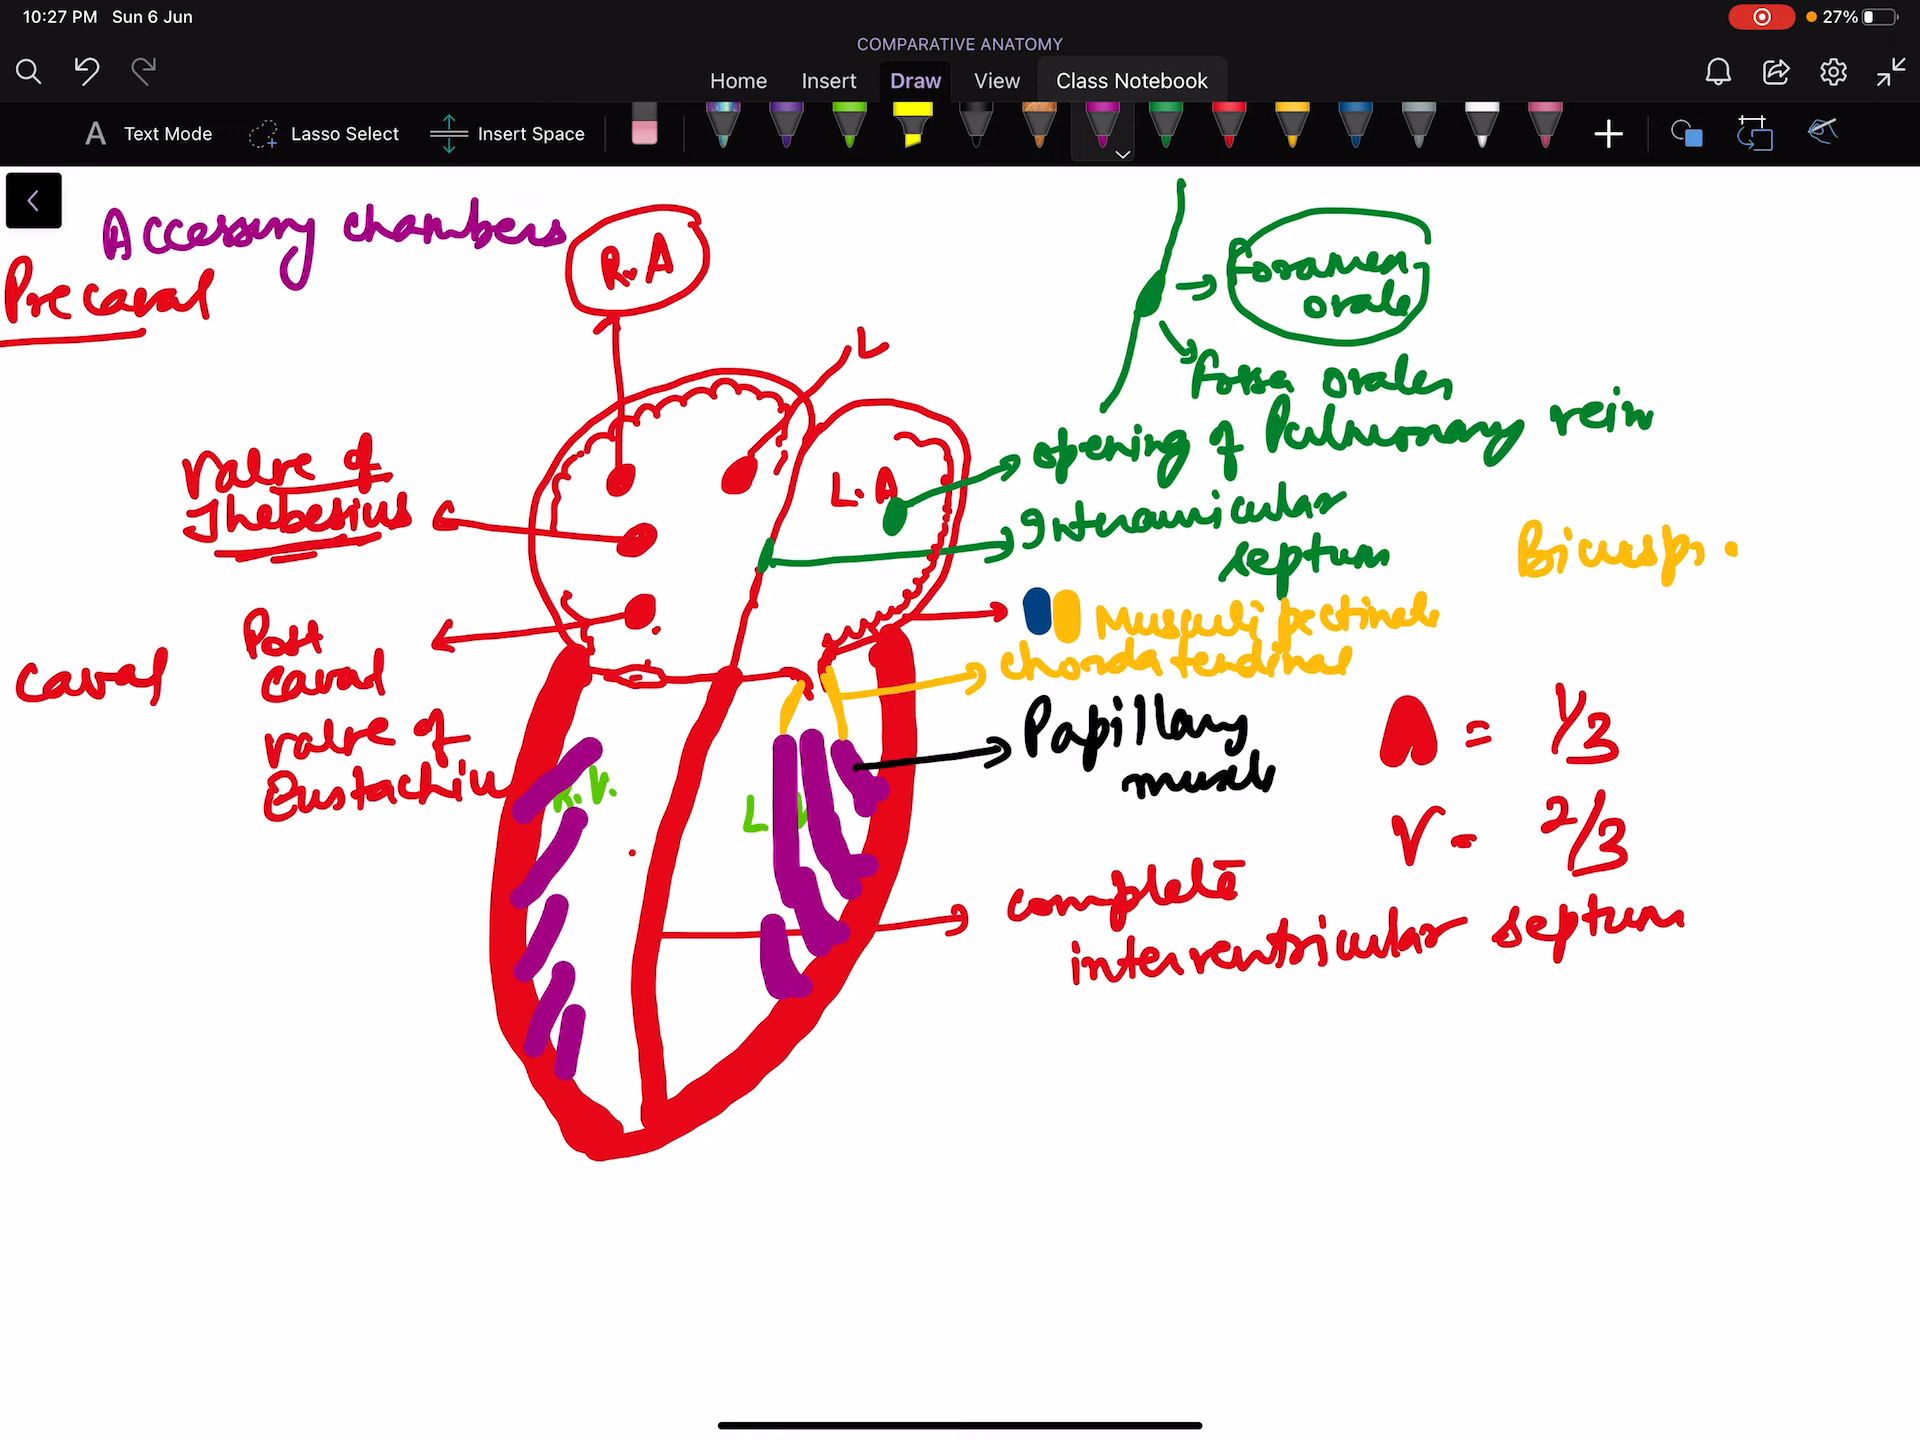 10:27 PM Sun 6 Jun
27%
COMPARATIVE ANATOMY
Home Insert Draw View Class Notebook
A Text Mode Lasso Select Insert Space
Accessory chambers
Precaval
R.A
L
Foramen
ovale
Fossa ovales
opening of Pulmonary vein
valve of
Thebesius
L.A
Interauricular
septum
Bicusp
Musculi pectinale
chorda tendinae
Post
caval
caval
valve of
Eustachiu
R.V.
L V
Papillary
muscle
A = 1/3
V = 2/3
complete
interventricular septum